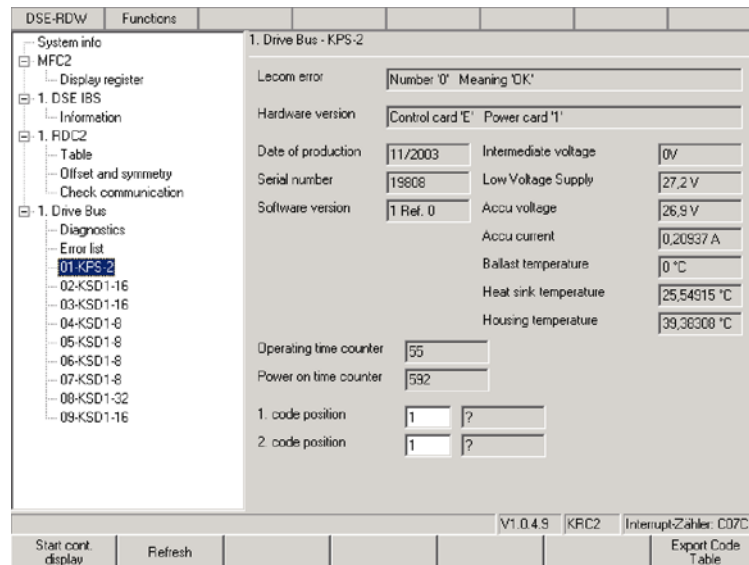 DSE-RDW Functions
System info
MFC2
Display register
1. DSE IBS
Information
1. RDC2
Table
Offset and symmetry
Check communication
1. Drive Bus
Diagnostics
Error list
01-KPS-2
02-KSD1-16
03-KSD1-16
04-KSD1-8
05-KSD1-8
06-KSD1-8
07-KSD1-8
08-KSD1-32
09-KSD1-16
1. Drive Bus - KPS-2
Lecom error Number '0' Meaning 'OK'
Hardware version Control card 'E' Power card '1'
Date of production 11/2003 Intermediate voltage 0V
Serial number 19808 Low Voltage Supply 27,2 V
Software version 1 Ref. 0 Accu voltage 26,9 V
Accu current 0,20937 A
Ballast temperature 0 °C
Heat sink temperature 25,54915 °C
Housing temperature 39,38308 °C
Operating time counter 55
Power on time counter 592
1. code position 1 ?
2. code position 1 ?
V1.0.4.9 KRC2 Interrupt-Zähler: C07C
Start cont. display Refresh Export Code Table